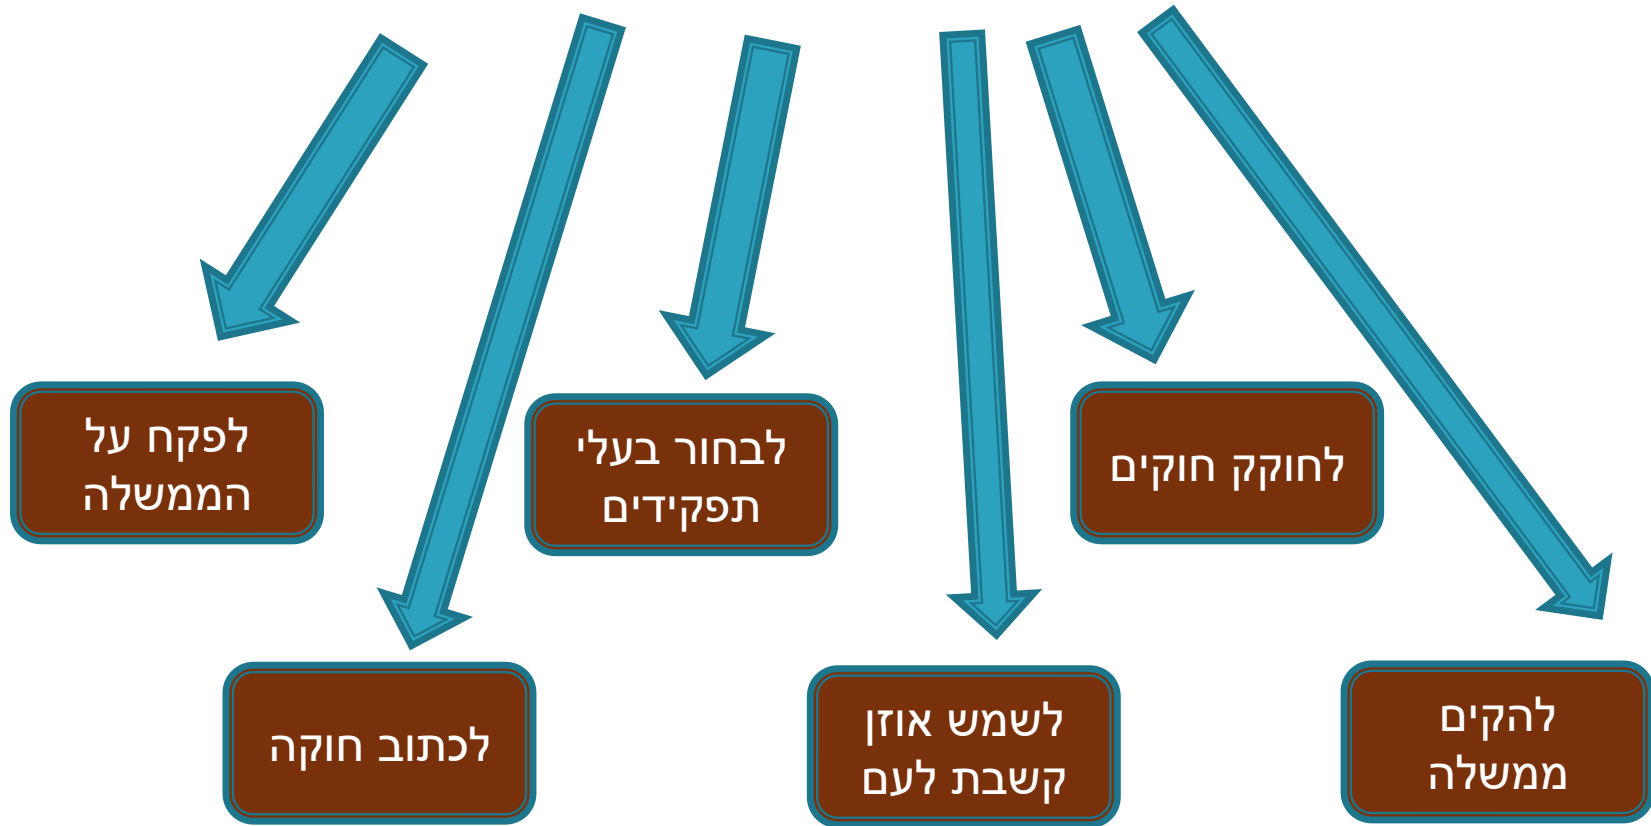 לחוקק חוקים
לבחור בעלי
תפקידים
לפקח על
הממשלה
להקים
ממשלה
לשמש אוזן
קשבת לעם
לכתוב חוקה